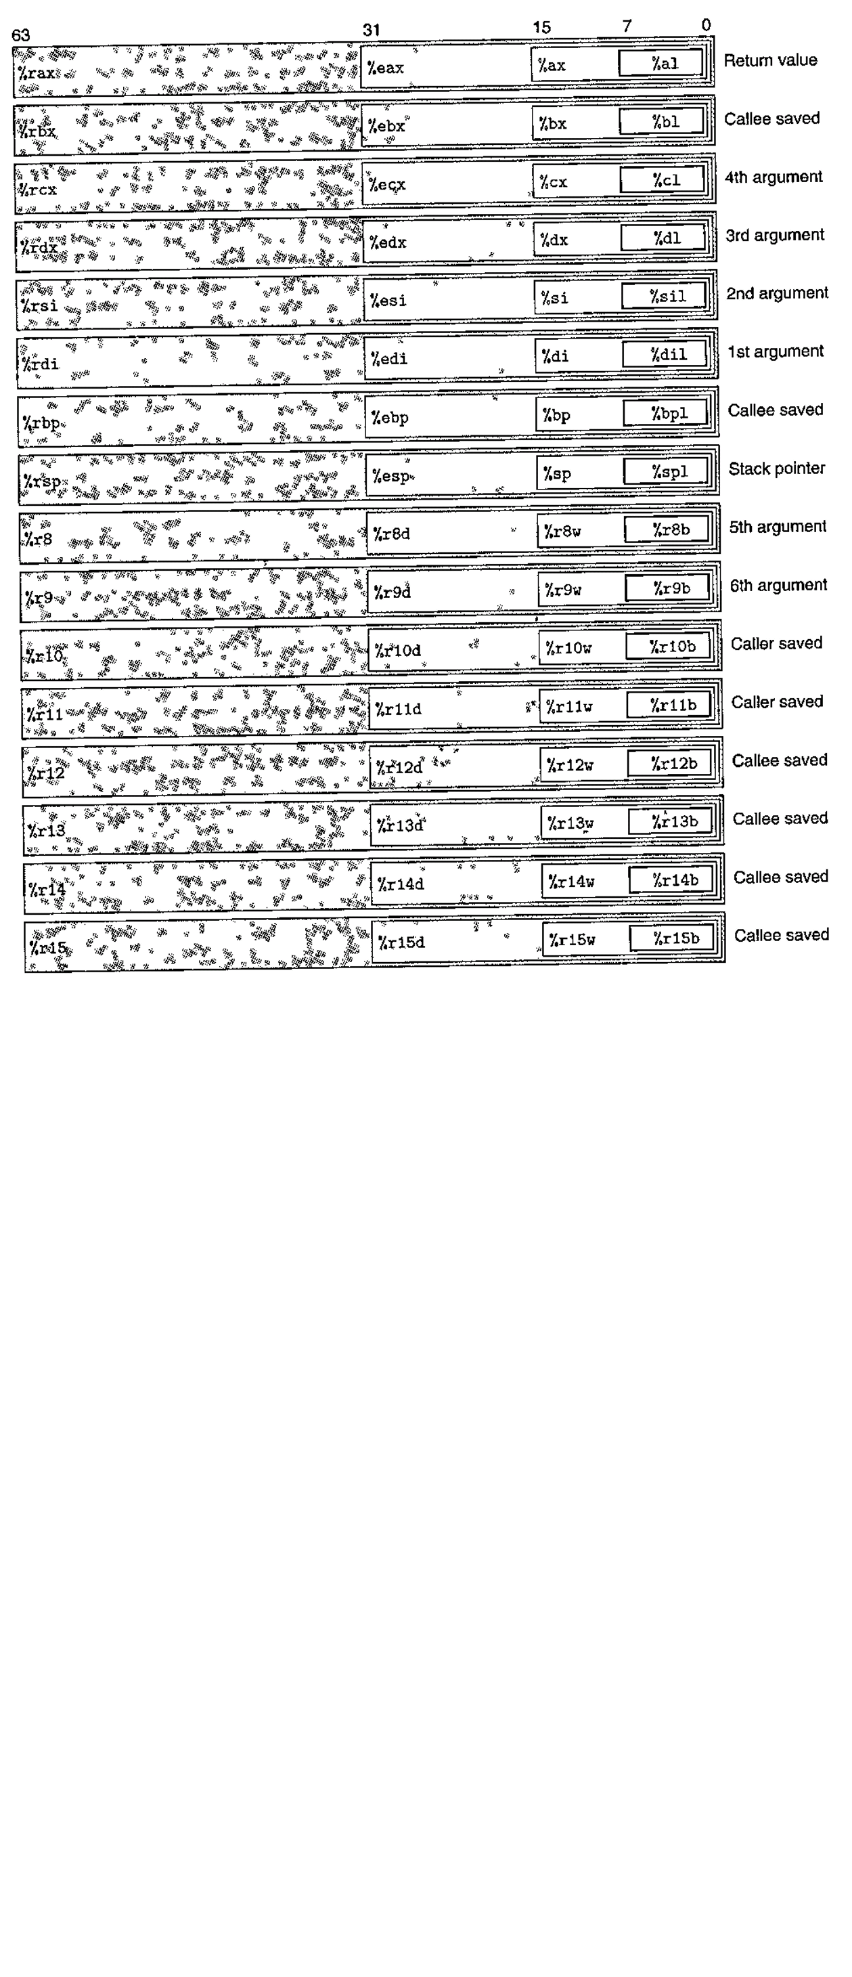 63 31 15 7 0
%rax %eax %ax %al Return value
%rbx %ebx %bx %bl Callee saved
%rcx %ecx %cx %cl 4th argument
%rdx %edx %dx %dl 3rd argument
%rsi %esi %si %sil 2nd argument
%rdi %edi %di %dil 1st argument
%rbp %ebp %bp %bpl Callee saved
%rsp %esp %sp %spl Stack pointer
%r8 %r8d %r8w %r8b 5th argument
%r9 %r9d %r9w %r9b 6th argument
%r10 %r10d %r10w %r10b Caller saved
%r11 %r11d %r11w %r11b Caller saved
%r12 %r12d %r12w %r12b Callee saved
%r13 %r13d %r13w %r13b Callee saved
%r14 %r14d %r14w %r14b Callee saved
%r15 %r15d %r15w %r15b Callee saved